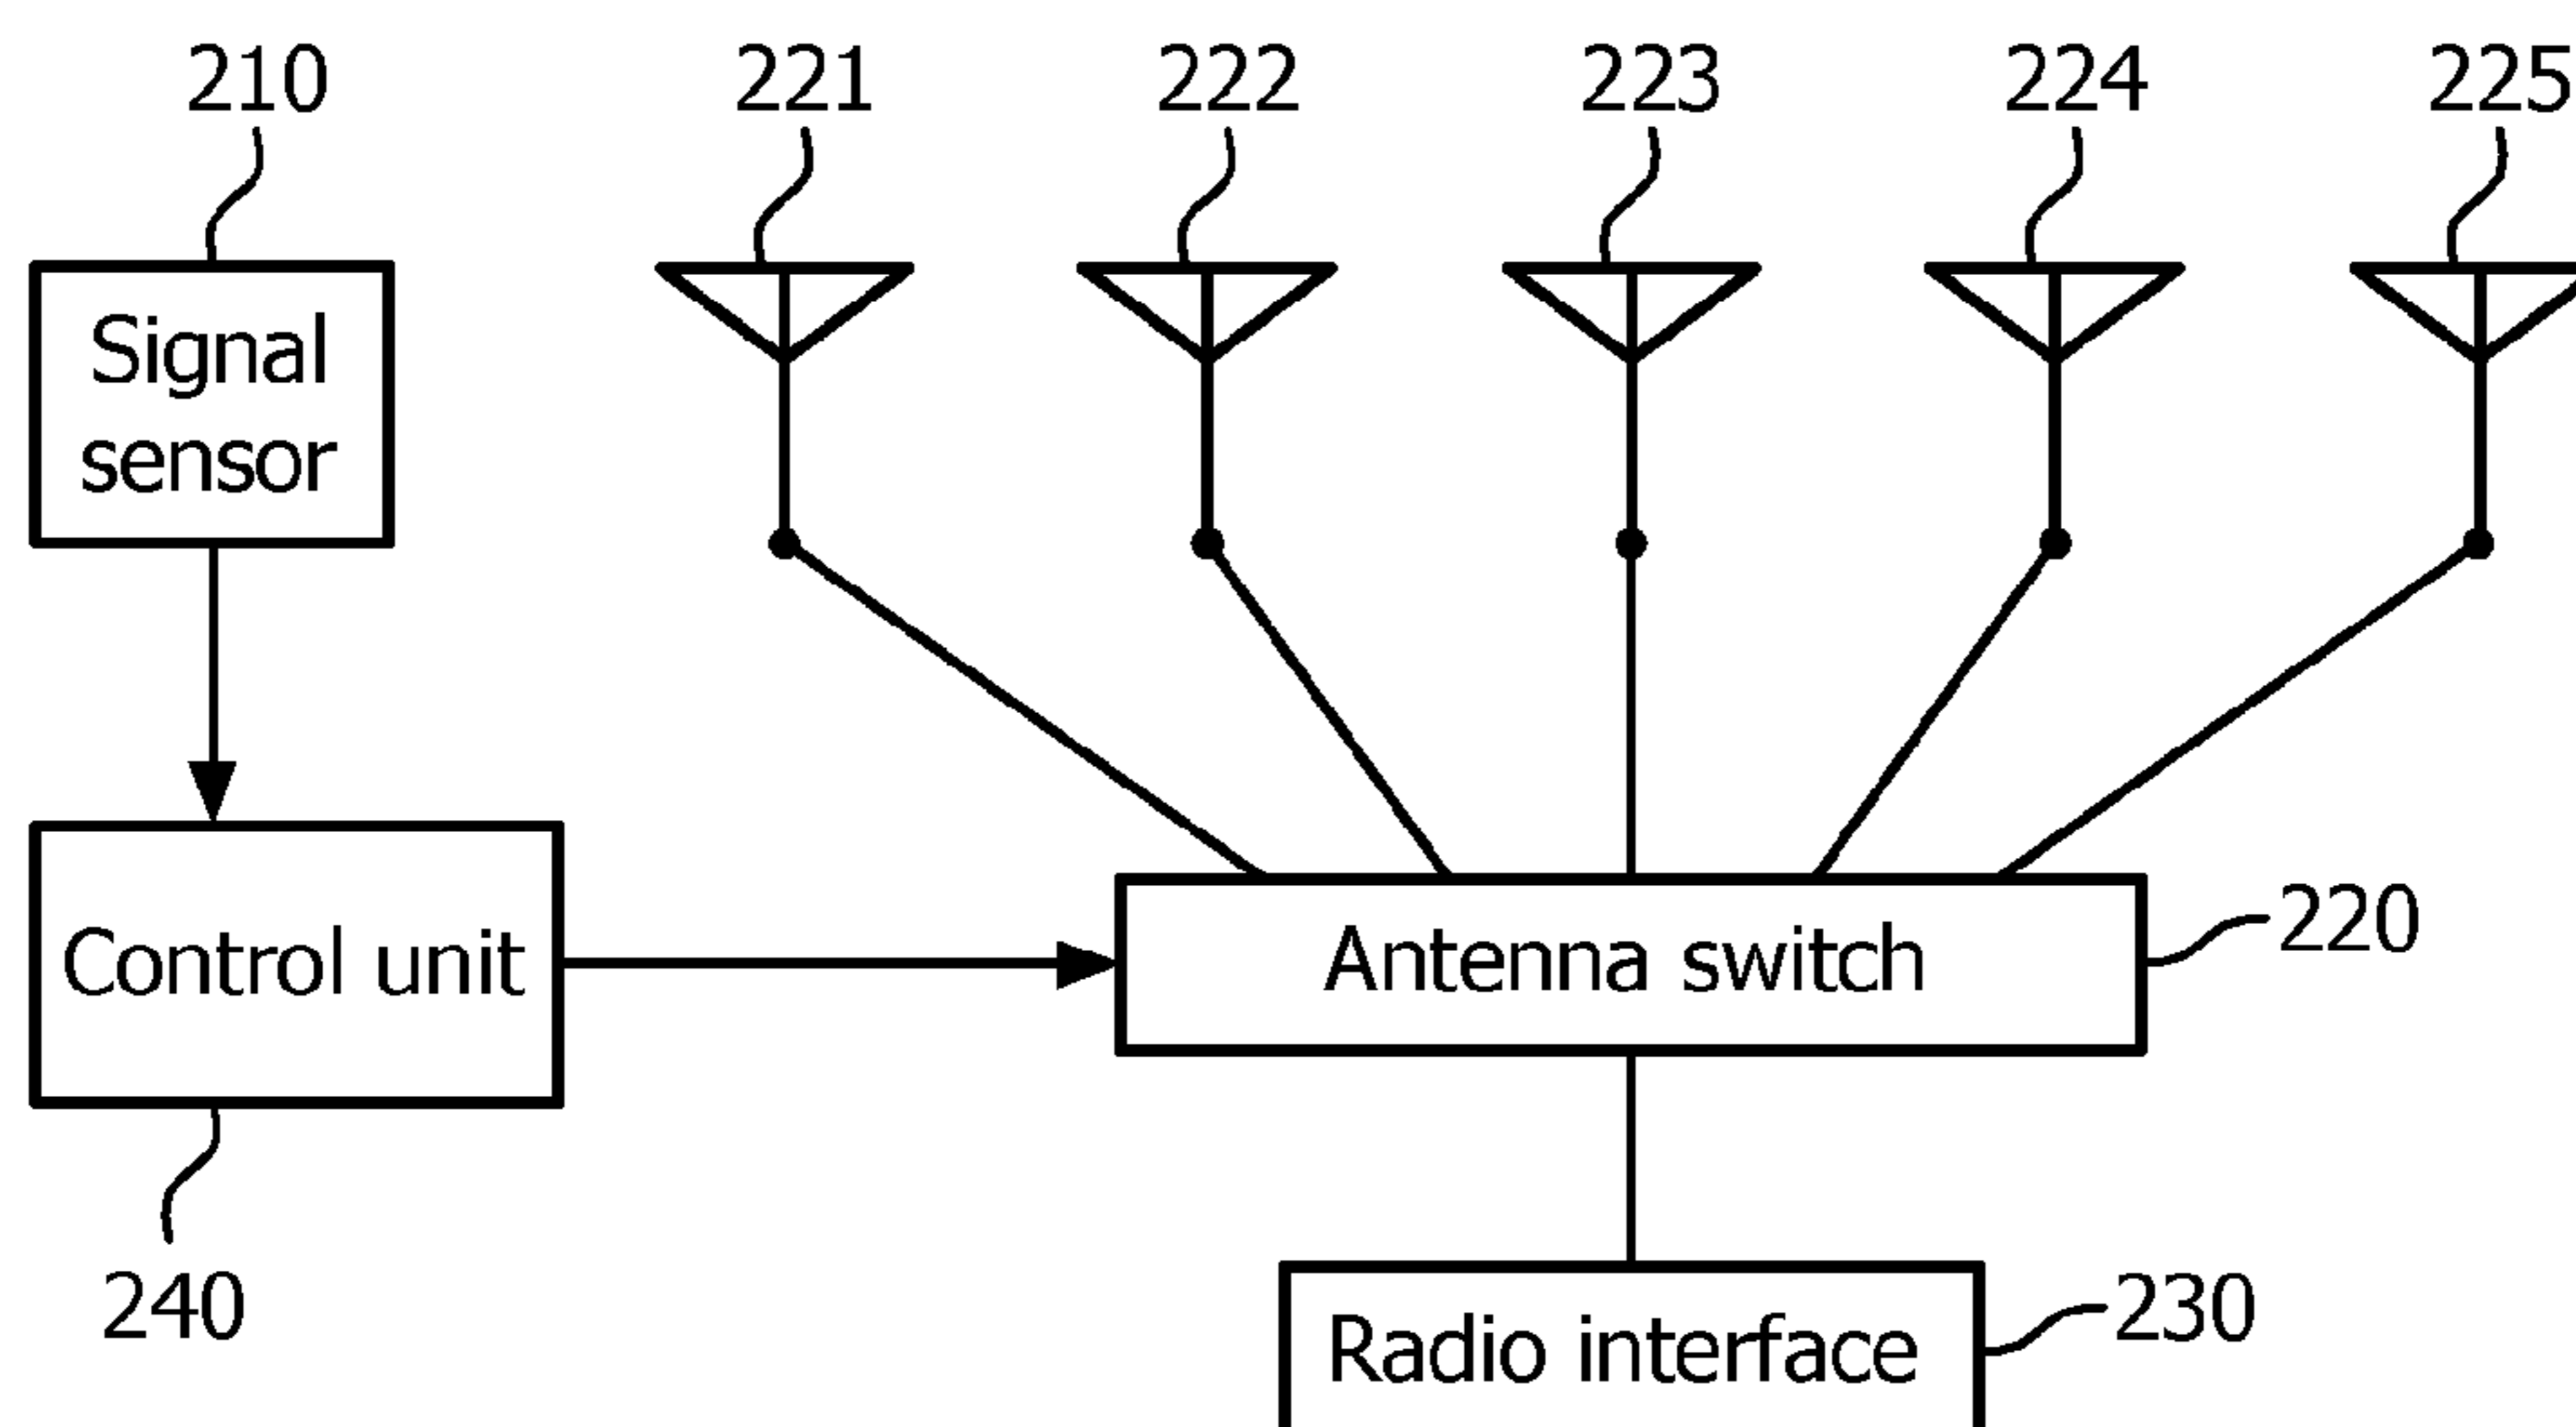 210 221 222 223 224 225
Signal
sensor
Control unit
Antenna switch
220
240
Radio interface
230